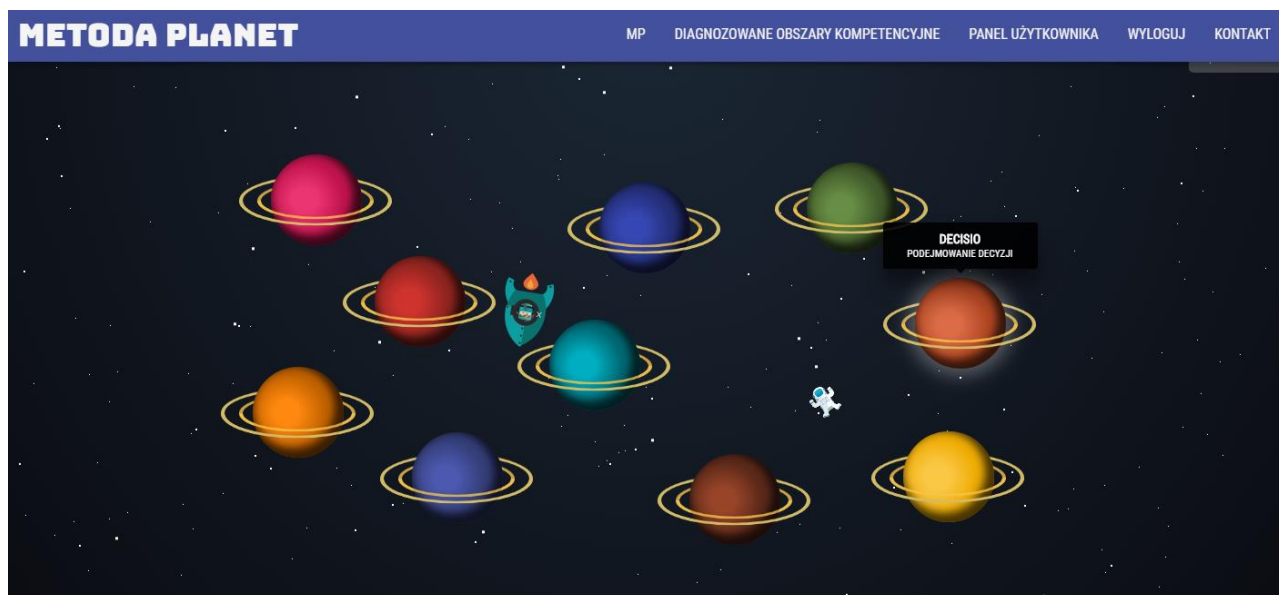 METODA PLANET
MP DIAGNOZOWANE OBSZARY KOMPETENCYJNE PANEL UŻYTKOWNIKA WYLOGUJ KONTAKT
DECISIO
PODEJMOWANIE DECYZJI